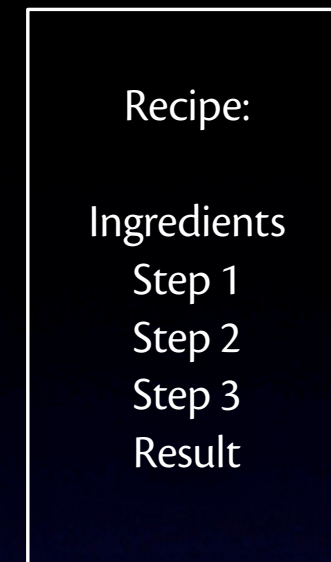 Recipe:
Ingredients
Step 1
Step 2
Step 3
Result